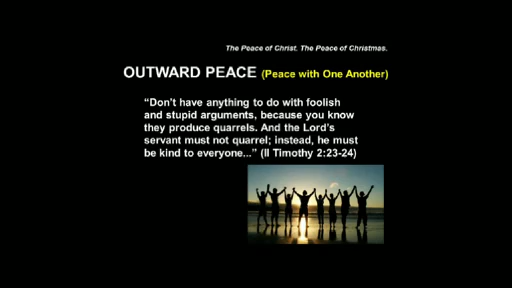 The Peace of Christ. The Peace of Christmas.
OUTWARD PEACE (Peace with One Another)
“Don’t have anything to do with foolish
and stupid arguments, because you know
they produce quarrels. And the Lord’s
servant must not quarrel; instead, he must
be kind to everyone...” (II Timothy 2:23-24)